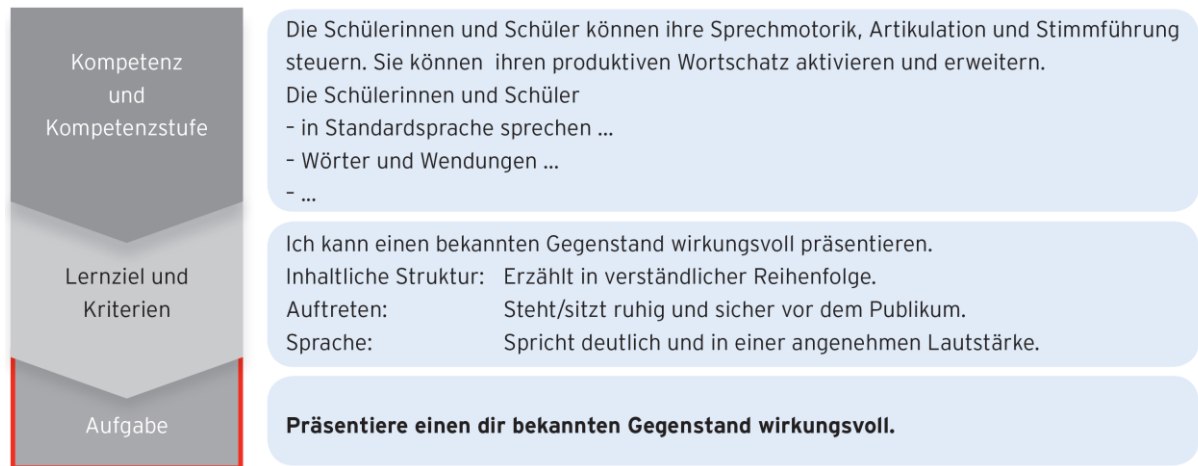 Kompetenz
und
Kompetenzstufe
Die Schülerinnen und Schüler können ihre Sprechmotorik, Artikulation und Stimmführung
steuern. Sie können ihren produktiven Wortschatz aktivieren und erweitern.
Die Schülerinnen und Schüler
– in Standardsprache sprechen ...
– Wörter und Wendungen ...
– ...
Lernziel und
Kriterien
Ich kann einen bekannten Gegenstand wirkungsvoll präsentieren.
Inhaltliche Struktur: Erzählt in verständlicher Reihenfolge.
Auftreten: Steht/sitzt ruhig und sicher vor dem Publikum.
Sprache: Spricht deutlich und in einer angenehmen Lautstärke.
Aufgabe
Präsentiere einen dir bekannten Gegenstand wirkungsvoll.